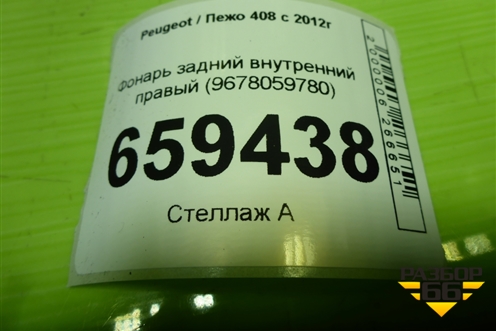 Peugeot / Пежо 408 с 2012г
Фонарь задний внутренний
правый (9678059780)
659438
Стеллаж А
2000006266651
РАЗБОР
66